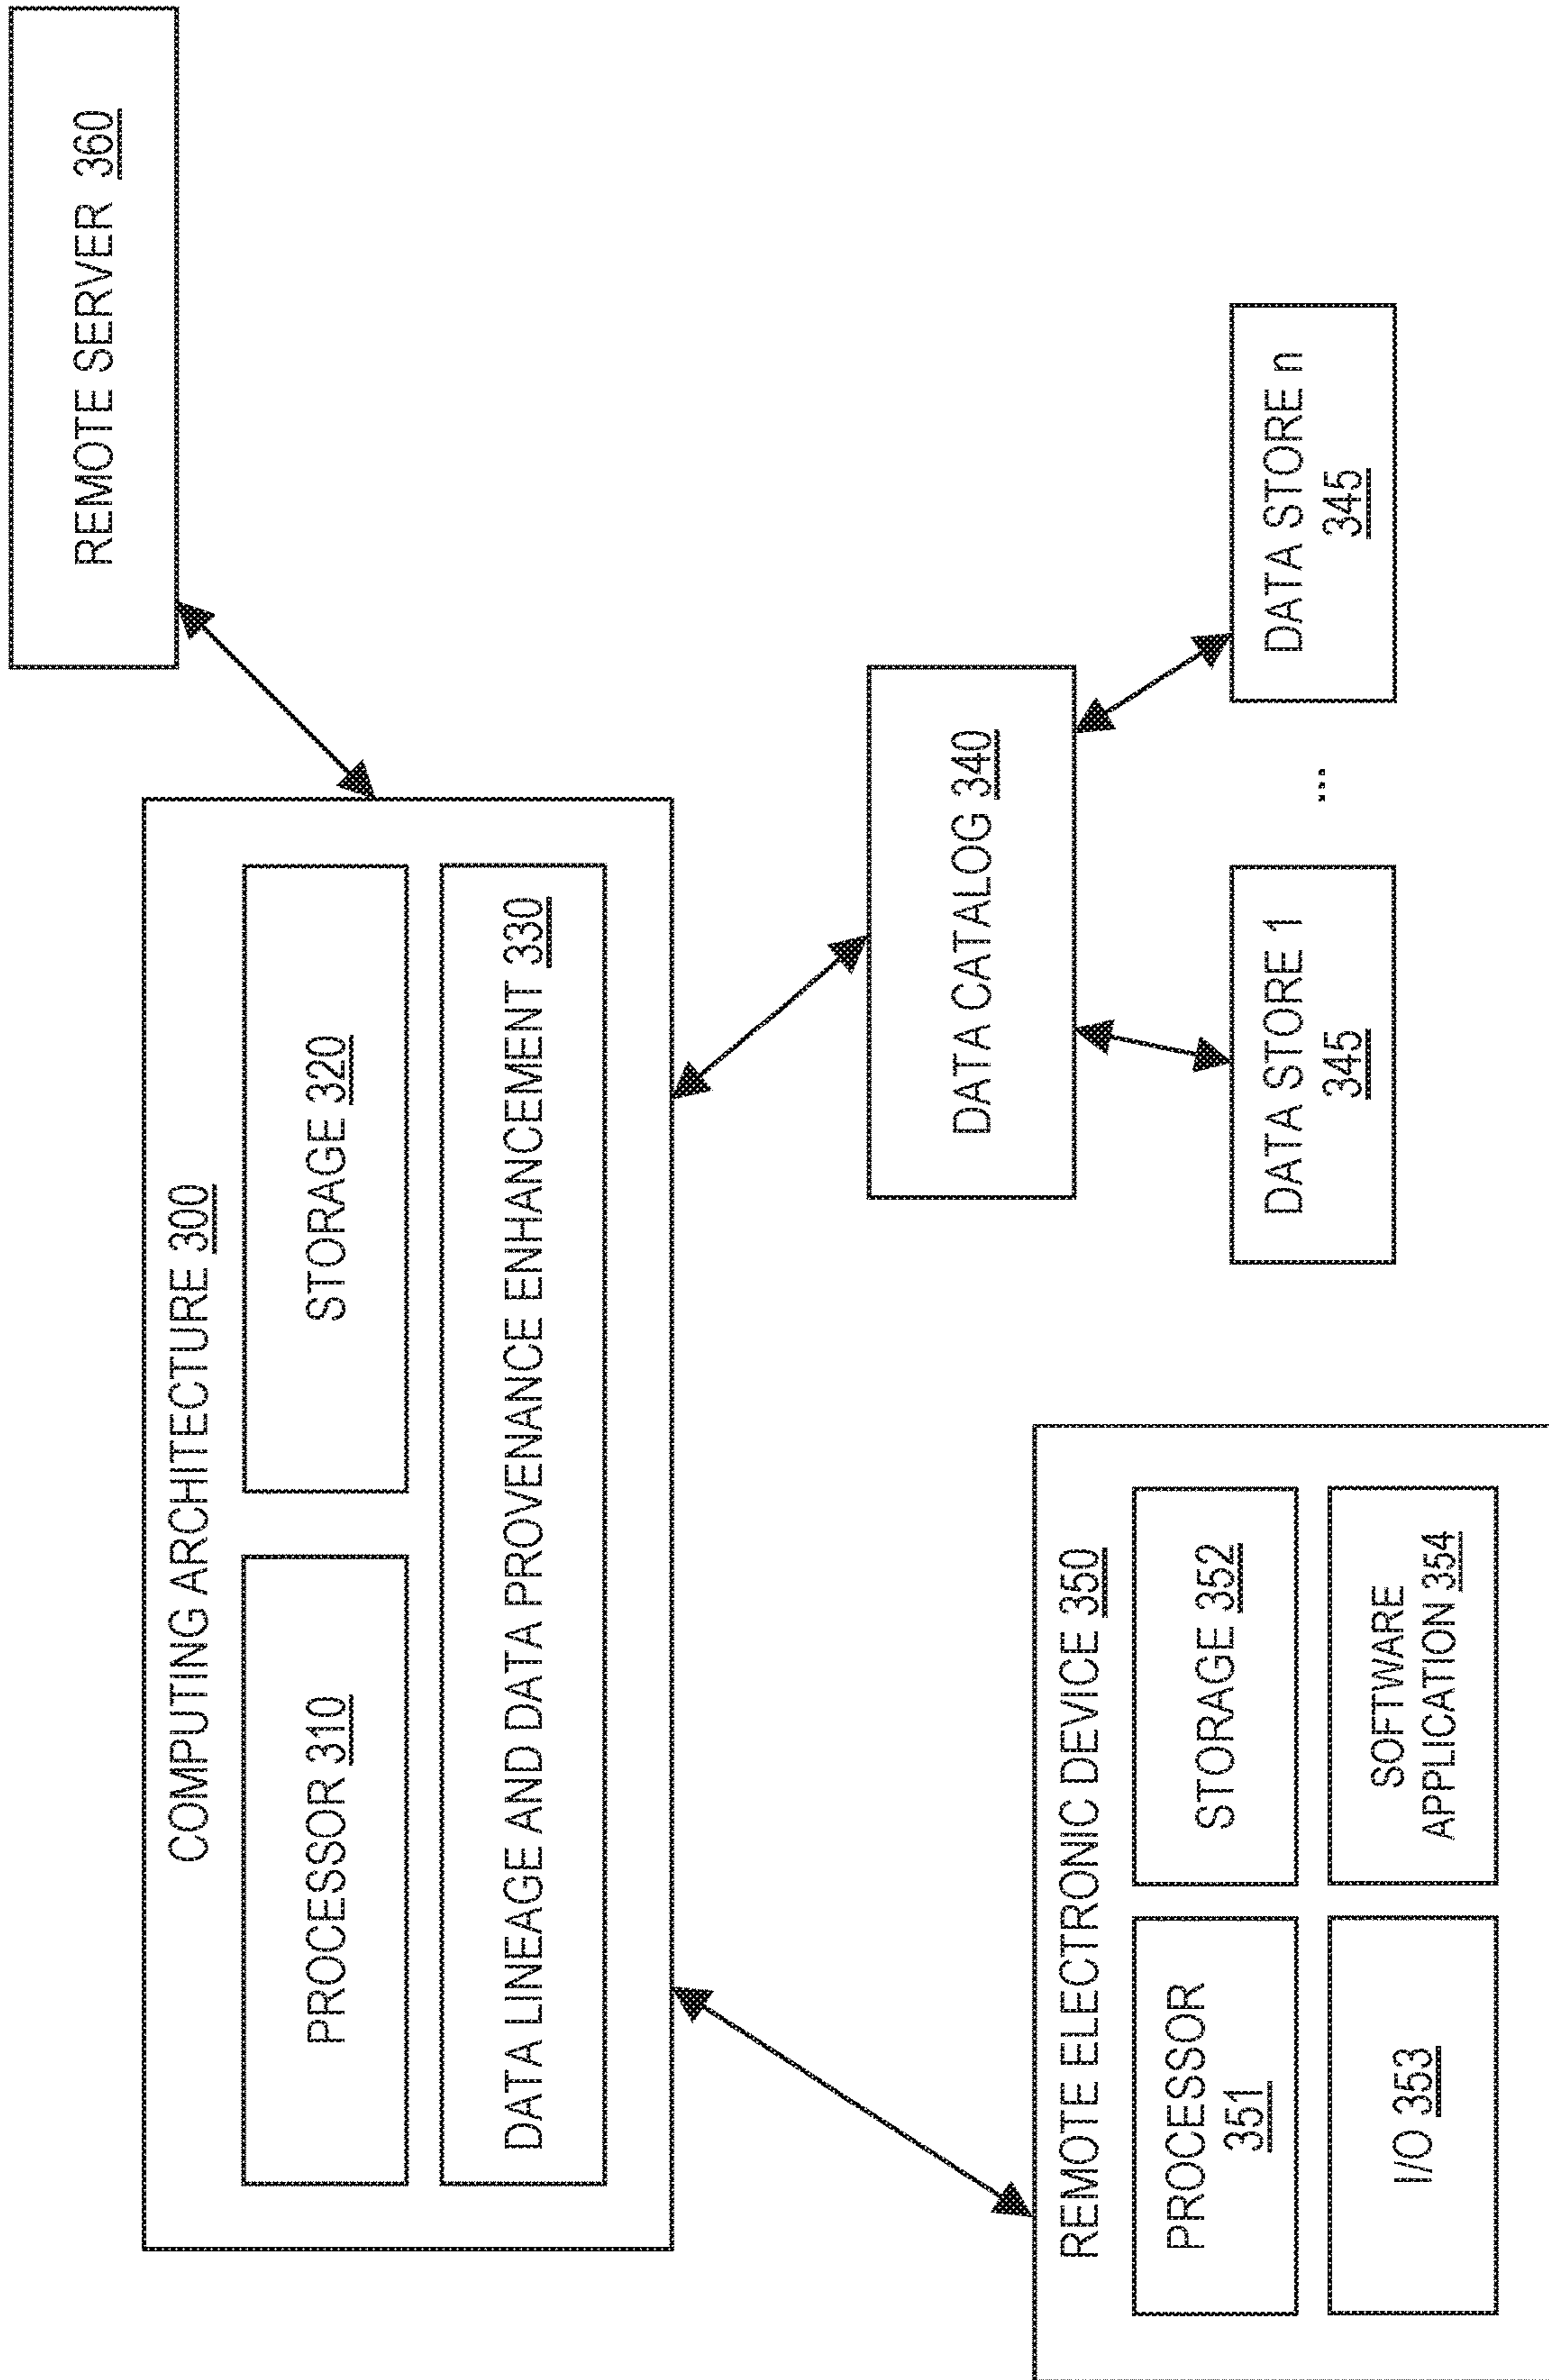 REMOTE SERVER 360
COMPUTING ARCHITECTURE 300
PROCESSOR 310
STORAGE 320
DATA LINEAGE AND DATA PROVENANCE ENHANCEMENT 330
DATA CATALOG 340
REMOTE ELECTRONIC DEVICE 350
PROCESSOR
351
STORAGE 352
I/O 353
SOFTWARE
APPLICATION 354
DATA STORE 1
345
...
DATA STORE n
345